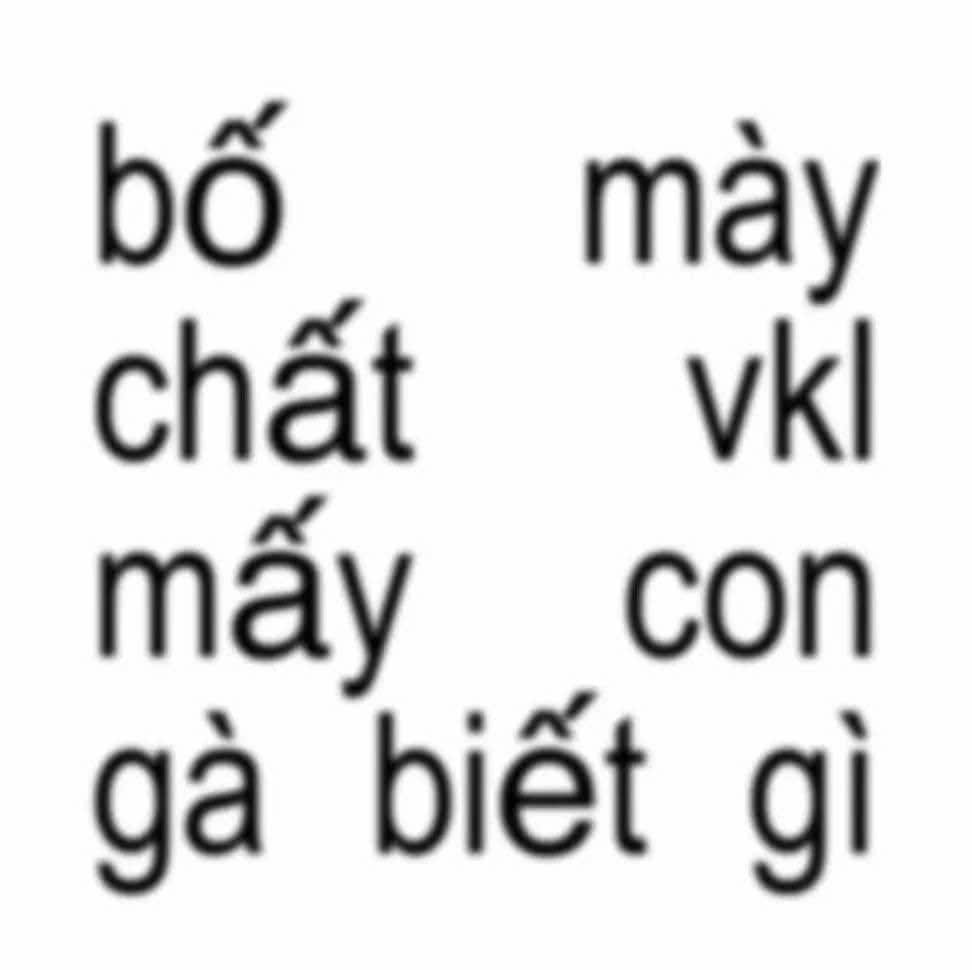 bố mày
chất vkl
mấy con
gà biết gì